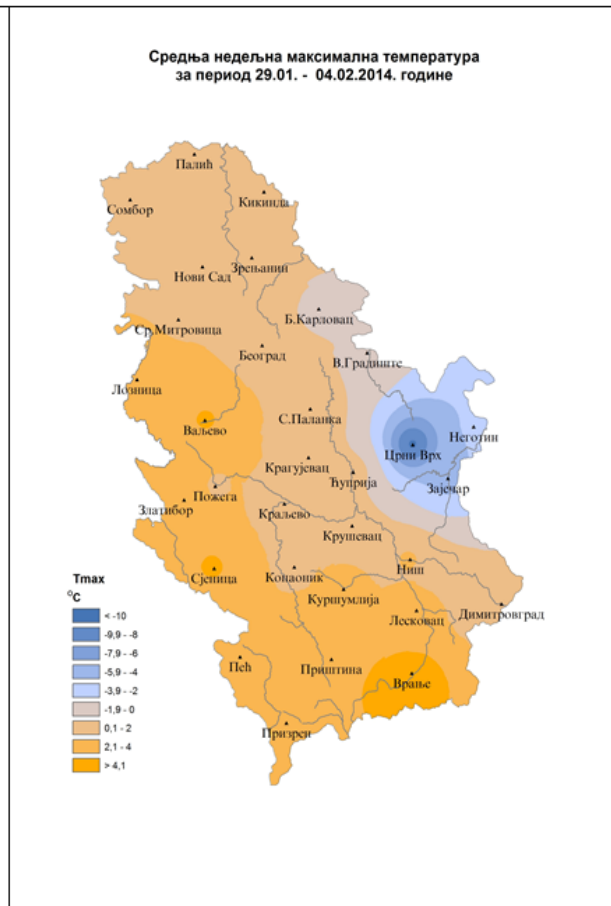 Средња недељна максимална температура
за период 29.01. - 04.02.2014. године
Палић
Кикинда
Сомбор
Зрењанин
Нови Сад
Б.Карловац
Ср.Митровица
Београд
В.Градиште
Лозница
С.Паланка
Ваљево
Неготин
Црни Врх
Крагујевац
Ћуприја
Зајечар
Пожега
Златибор
Краљево
Крушевац
Ниш
Сјеница
Копаоник
Куршумлија
Лесковац
Димитровград
Пећ
Приштина
Врање
Призрен
Tmax
°C
< -10
-9,9 - -8
-7,9 - -6
-5,9 - -4
-3,9 - -2
-1,9 - 0
0,1 - 2
2,1 - 4
> 4,1